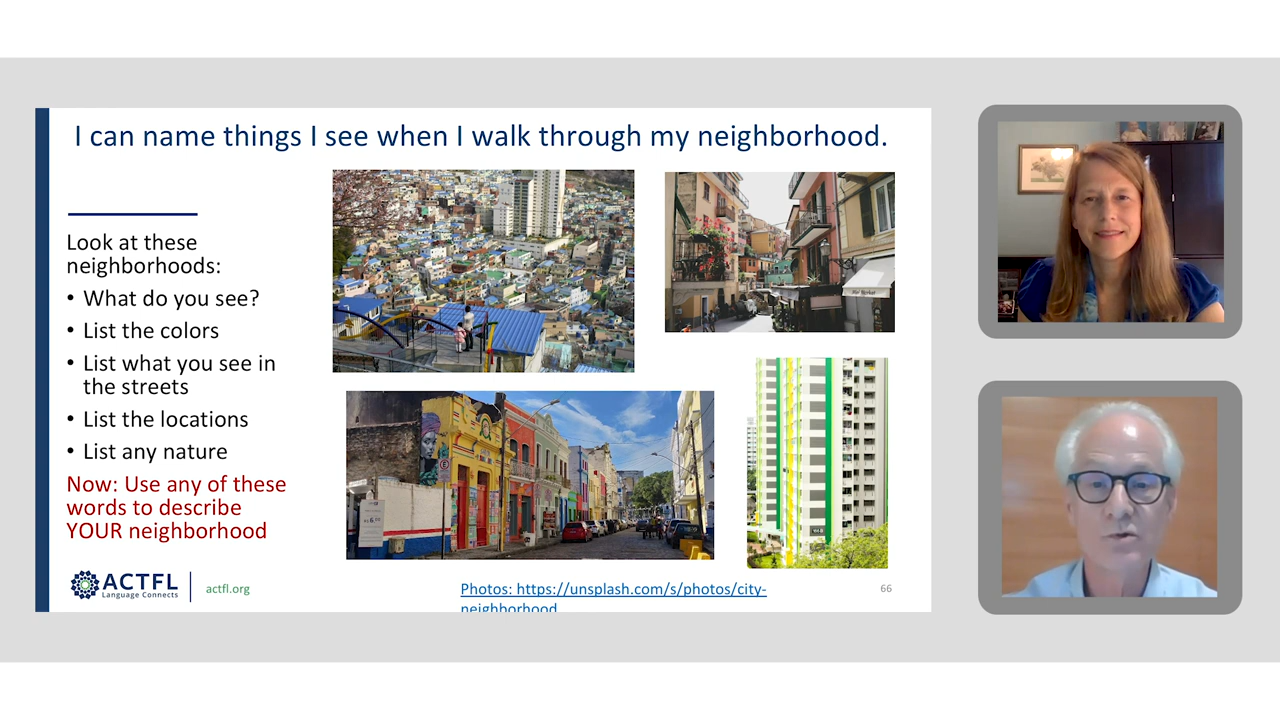 I can name things I see when I walk through my neighborhood.
Look at these
neighborhoods:
• What do you see?
• List the colors
• List what you see in
the streets
• List the locations
• List any nature
Now: Use any of these
words to describe
YOUR neighborhood
ACTFL
Language Connects
actfl.org
Photos: https://unsplash.com/s/photos/city-
neighborhood
66